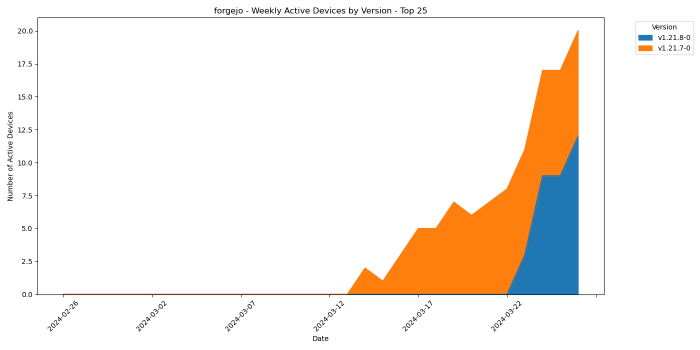 forgejo - Weekly Active Devices by Version - Top 25
Version
v1.21.8-0
v1.21.7-0
Number of Active Devices
20.0
17.5
15.0
12.5
10.0
7.5
5.0
2.5
0.0
2024-02-26
2024-03-02
2024-03-07
2024-03-12
2024-03-17
2024-03-22
Date